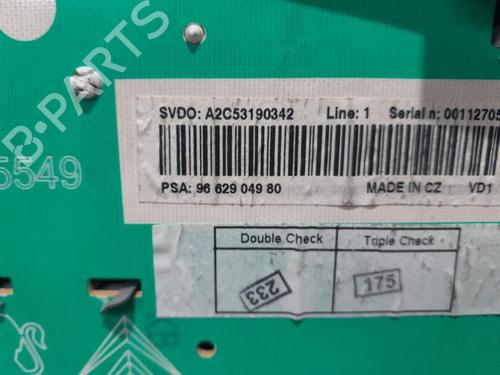 B-PARTS
SVDO: A2C53190342 Line: 1 Serial n: 00112705
5549
PSA: 96 629 049 80 MADE IN CZ VD1
Double Check Triple Check
233 175